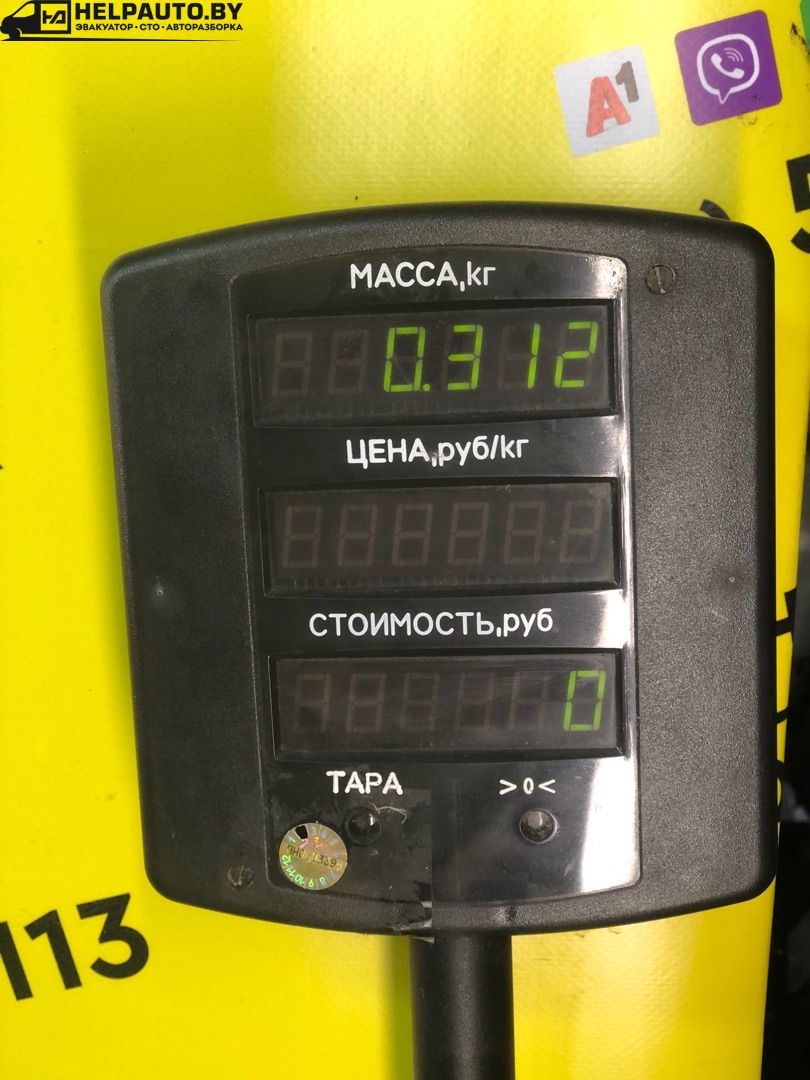 HELPAUTO.BY
ЭВАКУАТОР · СТО · АВТОРАЗБОРКА
A1
МАССА,кг
0.312
ЦЕНА,руб/кг
СТОИМОСТЬ,руб
0
ТАРА
>0<
113